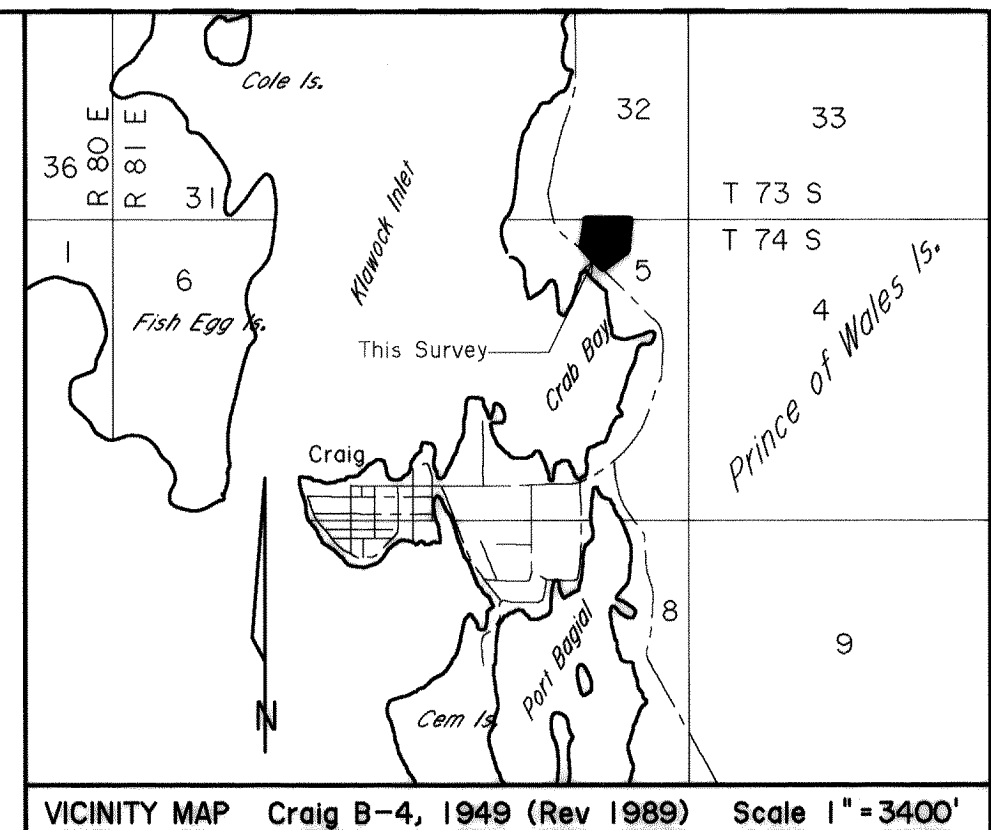 Cole Is.
32
33
36
R 80 E
R 81 E
31
T 73 S
Klawock Inlet
1
T 74 S
6
5
Fish Egg Is.
4
This Survey
Crab Bay
Prince of Wales Is.
Craig
8
9
Port Bagial
Cem Is.
N
VICINITY MAP Craig B-4, 1949 (Rev 1989) Scale 1" = 3400'